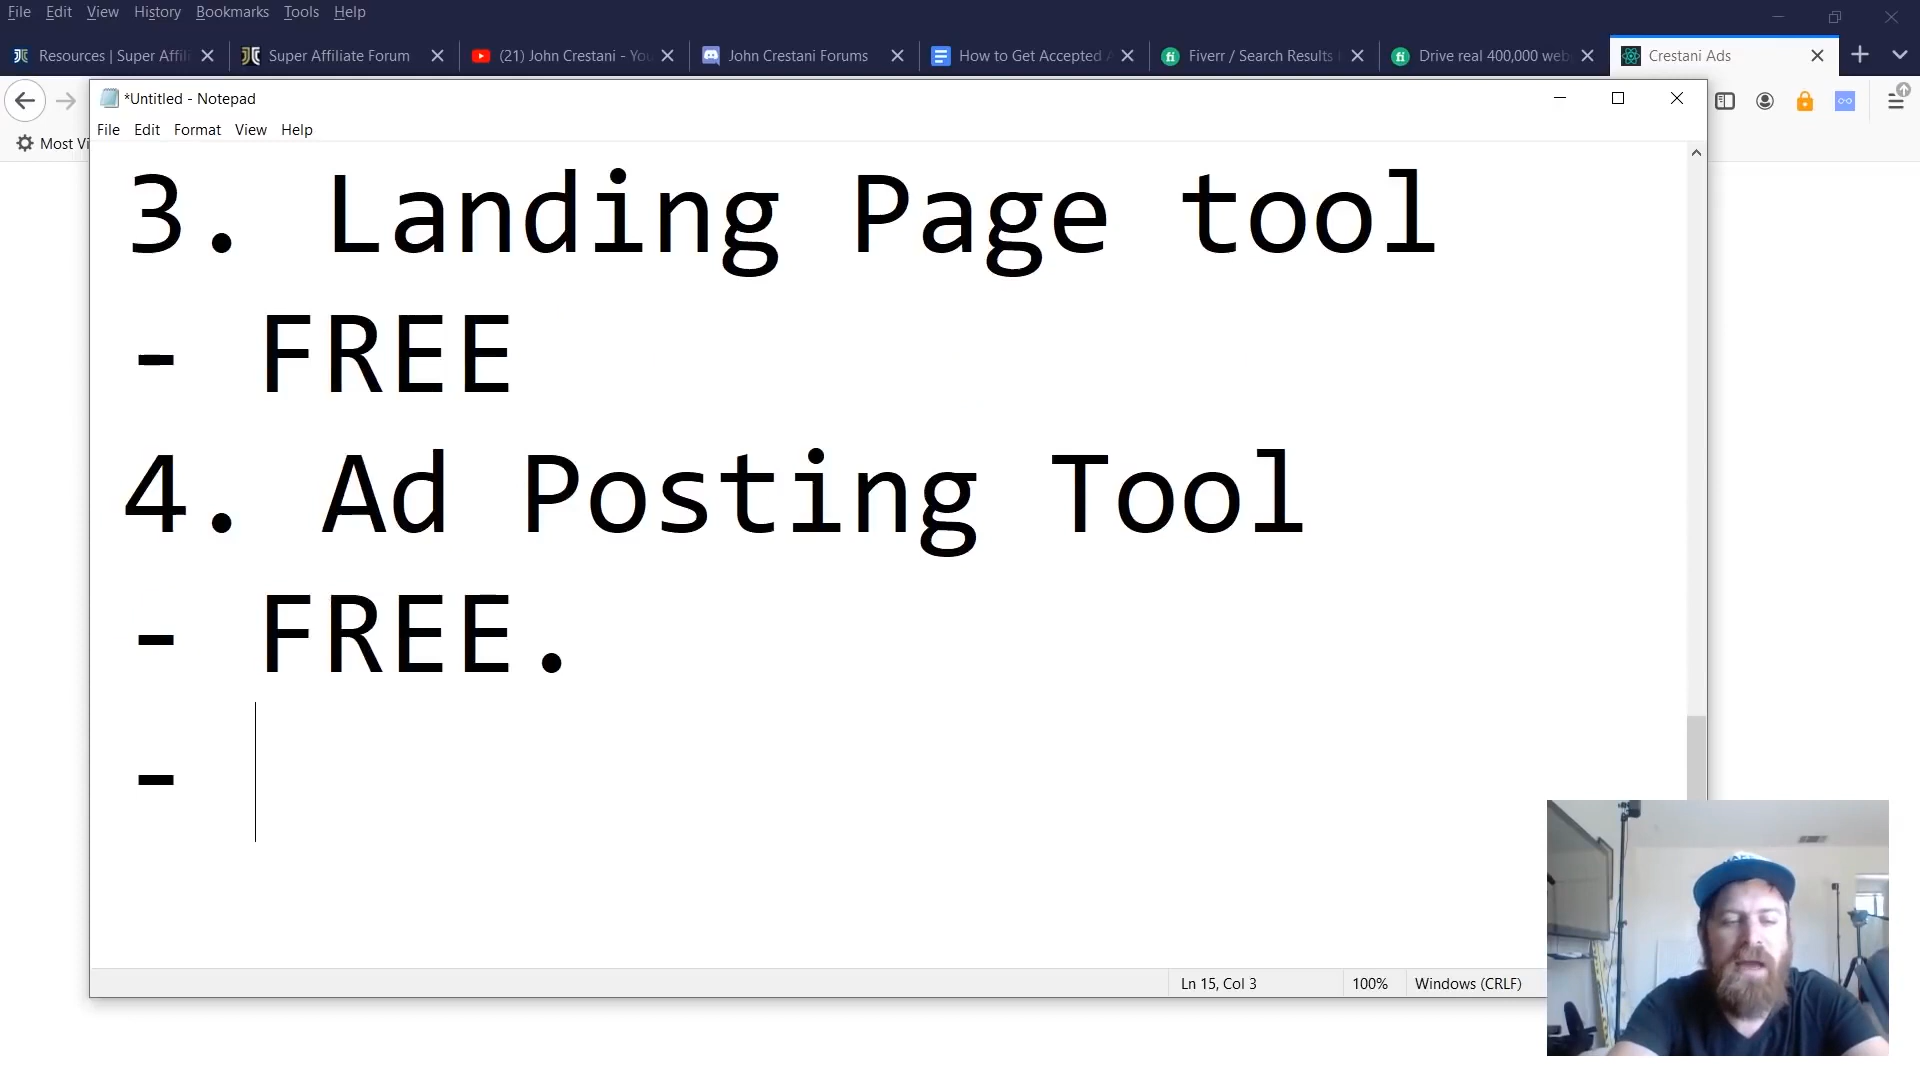 File Edit View History Bookmarks Tools Help
Resources | Super Affili
Super Affiliate Forum
(21) John Crestani - You
John Crestani Forums
How to Get Accepted A
Fiverr / Search Results
Drive real 400,000 web
Crestani Ads
Most Vi
*Untitled - Notepad
File Edit Format View Help
3. Landing Page tool
- FREE
4. Ad Posting Tool
- FREE.
-
Ln 15, Col 3
100%
Windows (CRLF)